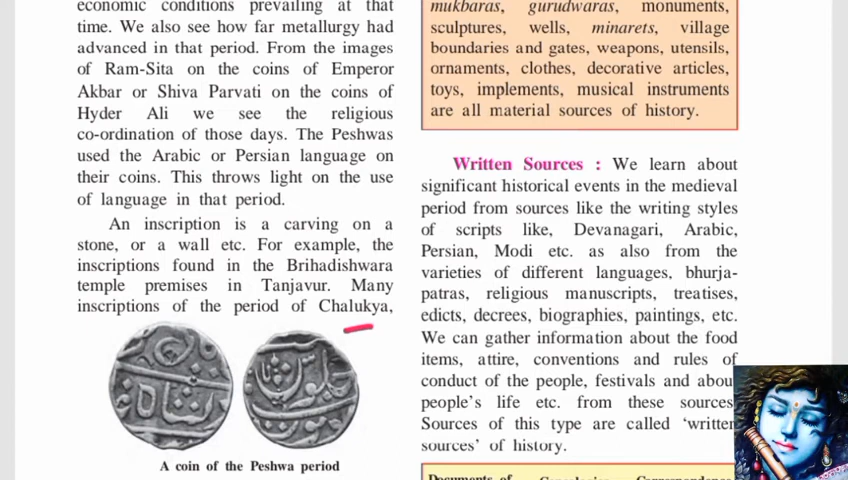 economic conditions prevailing at that
time. We also see how far metallurgy had
advanced in that period. From the images
of Ram-Sita on the coins of Emperor
Akbar or Shiva Parvati on the coins of
Hyder Ali we see the religious
co-ordination of those days. The Peshwas
used the Arabic or Persian language on
their coins. This throws light on the use
of language in that period.
An inscription is a carving on a
stone, or a wall etc. For example, the
inscriptions found in the Brihadishwara
temple premises in Tanjavur. Many
inscriptions of the period of Chalukya,
A coin of the Peshwa period
mukbaras, gurudwaras, monuments,
sculptures, wells, minarets, village
boundaries and gates, weapons, utensils,
ornaments, clothes, decorative articles,
toys, implements, musical instruments
are all material sources of history.
Written Sources : We learn about
significant historical events in the medieval
period from sources like the writing styles
of scripts like, Devanagari, Arabic,
Persian, Modi etc. as also from the
varieties of different languages, bhurja-
patras, religious manuscripts, treatises,
edicts, decrees, biographies, paintings, etc.
We can gather information about the food
items, attire, conventions and rules of
conduct of the people, festivals and about
people's life etc. from these sources
Sources of this type are called 'written
sources' of history.
Documents of Genealogies Correspondence